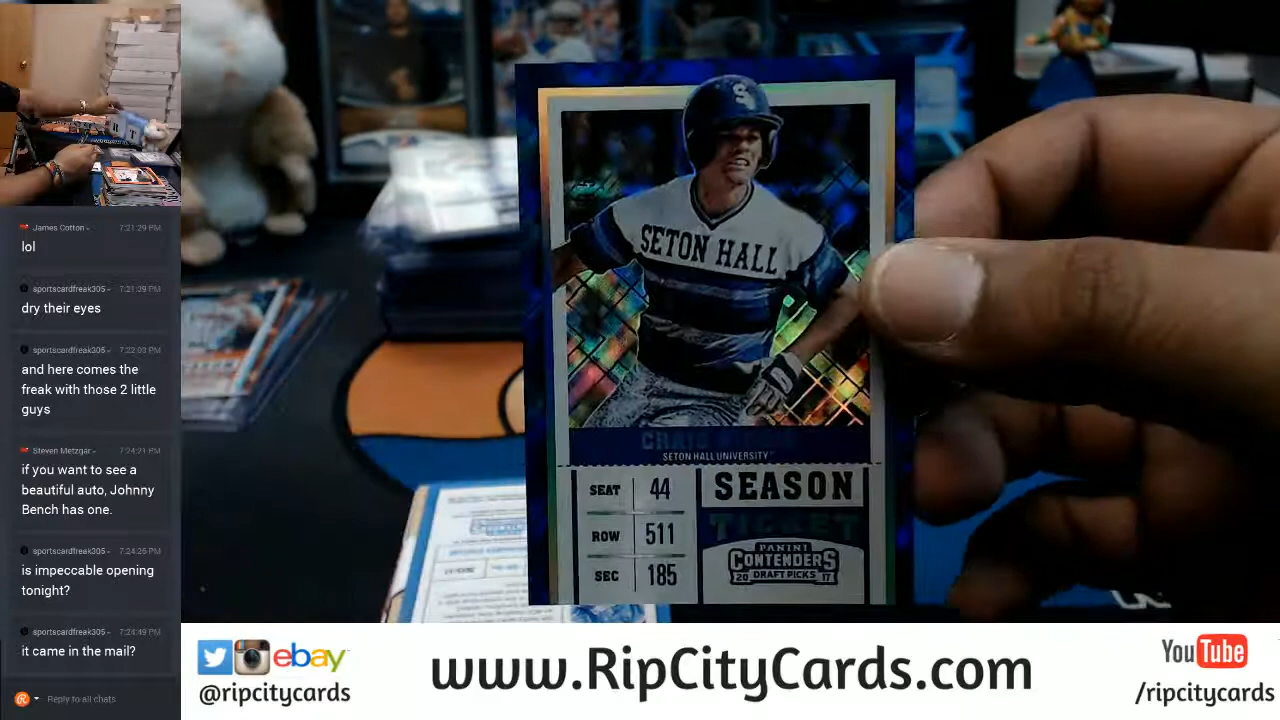 James Cotton
7:21:29 PM
lol
sportscardfreak305
7:21:39 PM
dry their eyes
sportscardfreak305
7:22:03 PM
and here comes the
freak with those 2 little
guys
Steven Metzgar
7:24:21 PM
if you want to see a
beautiful auto, Johnny
Bench has one.
sportscardfreak305
7:24:26 PM
is impeccable opening
tonight?
sportscardfreak305
7:24:49 PM
it came in the mail?
Reply to all chats
S
SETON HALL
CRAIG
SETON HALL UNIVERSITY
SEAT 44
ROW 511
SEC 185
SEASON
TICKET
PANINI
CONTENDERS
20 DRAFT PICKS 17
ebay
@ripcitycards
www.RipCityCards.com
YouTube
/ripcitycards